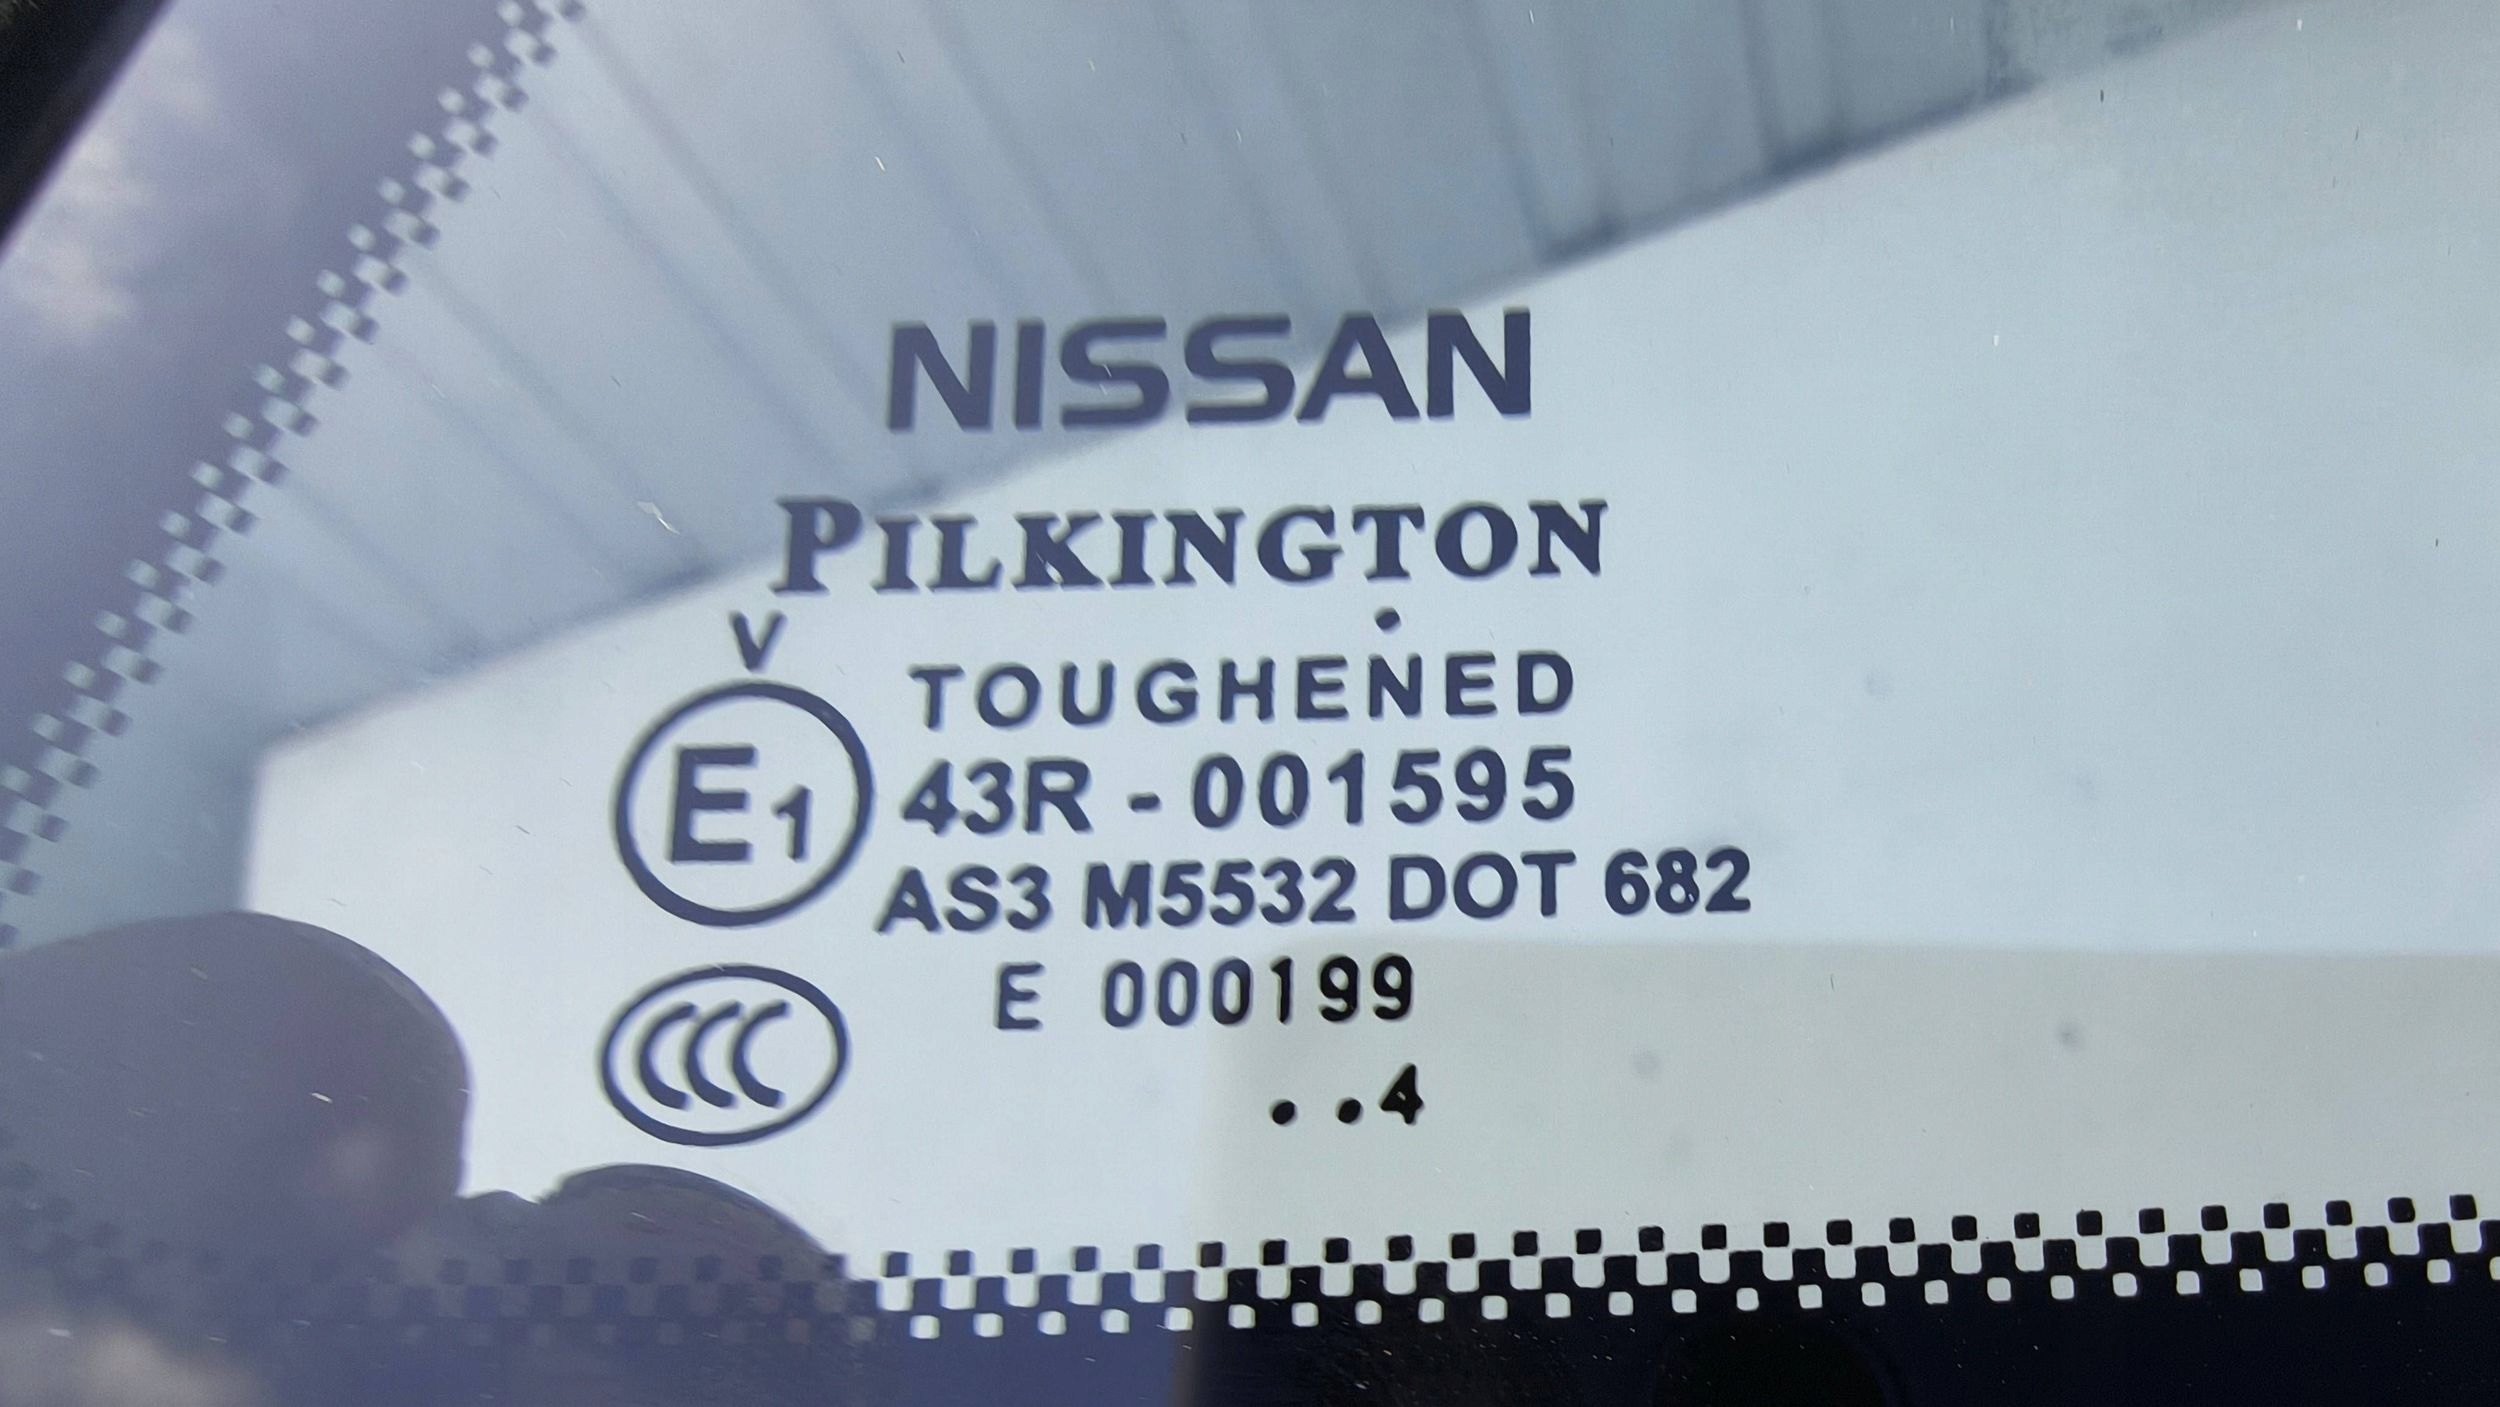 NISSAN
PILKINGTON
.
V
TOUGHENED
E1
43R - 001595
AS3 M5532 DOT 682
E 000199
CCC
. . 4